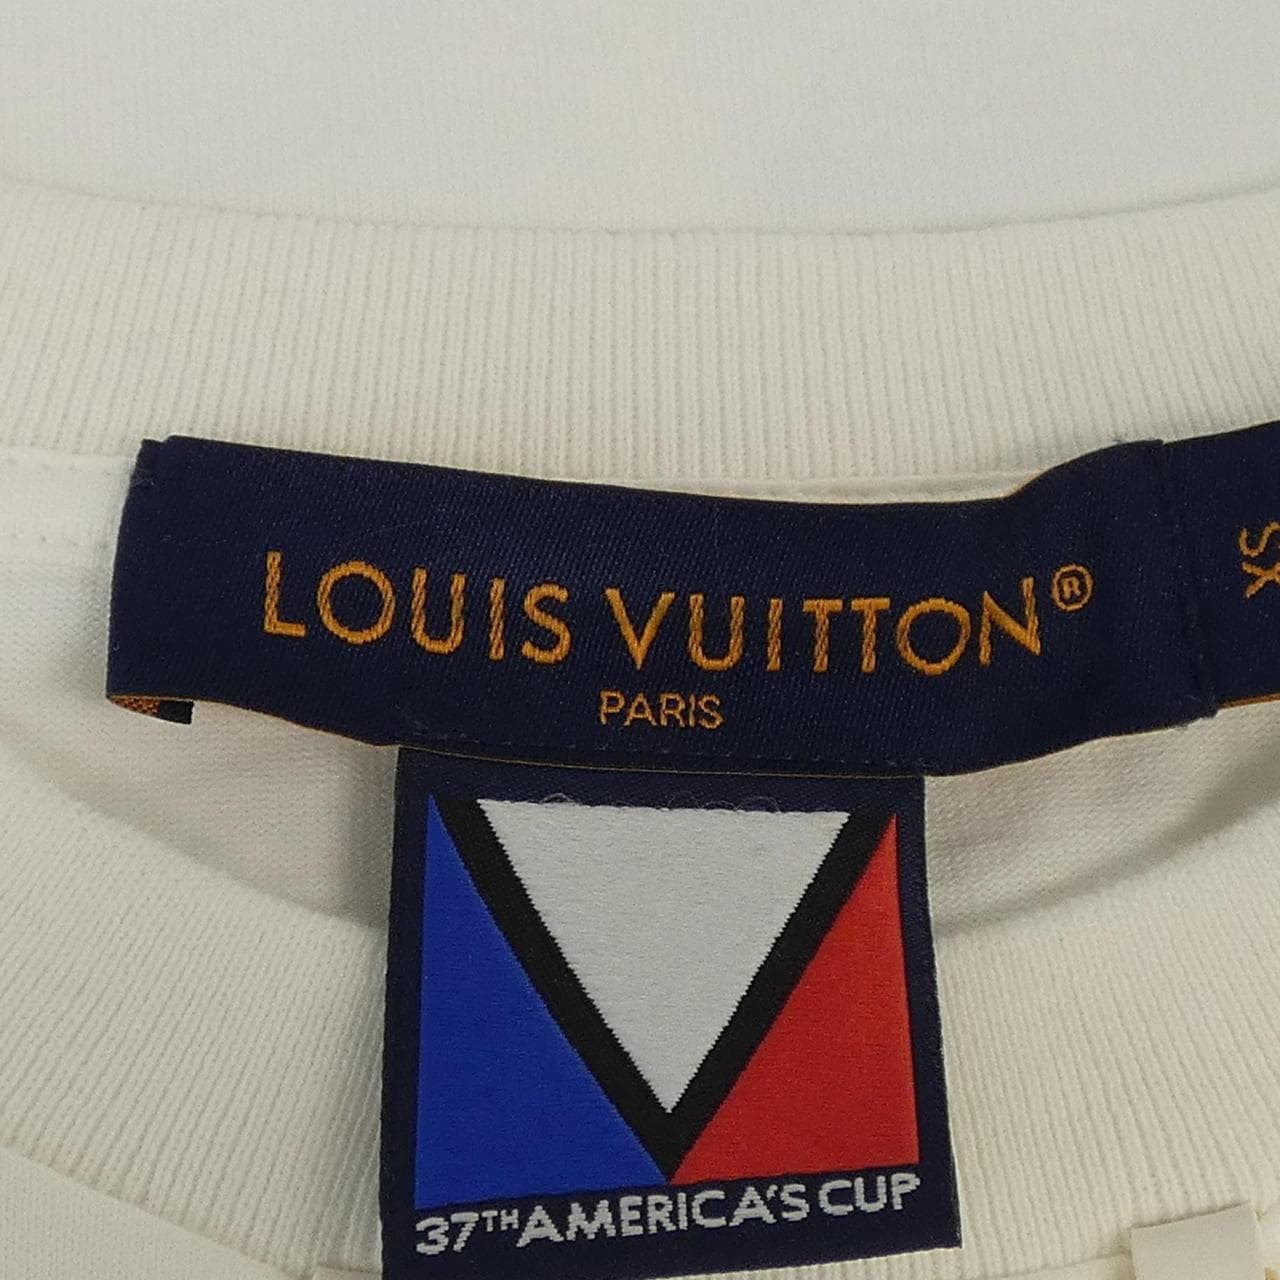 LOUIS VUITTON®
PARIS
XS
37TH AMERICA'S CUP